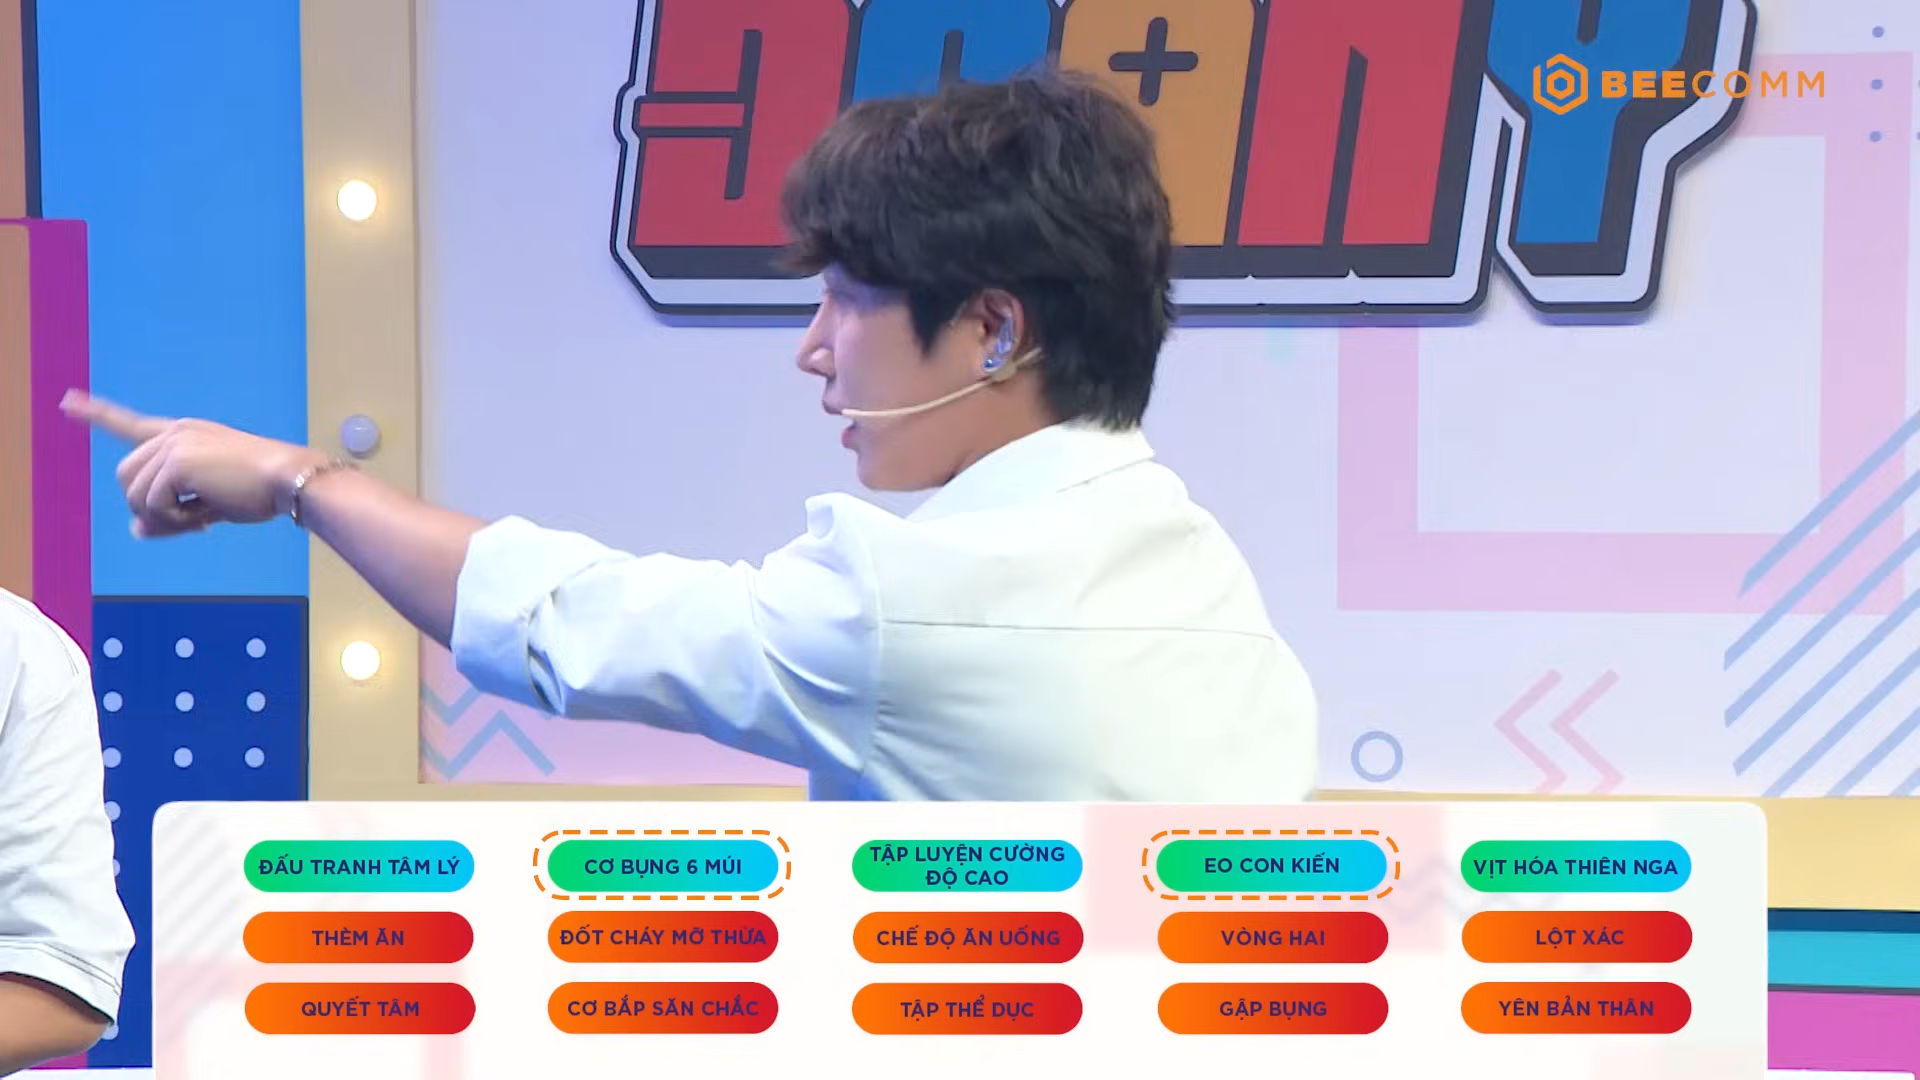 BEECOMM
ĐẤU TRANH TÂM LÝ
CƠ BỤNG 6 MÚI
TẬP LUYỆN CƯỜNG
ĐỘ CAO
EO CON KIẾN
VỊT HÓA THIÊN NGA
THÈM ĂN
ĐỐT CHÁY MỠ THỪA
CHẾ ĐỘ ĂN UỐNG
VÒNG HAI
LỘT XÁC
QUYẾT TÂM
CƠ BẮP SĂN CHẮC
TẬP THỂ DỤC
GẬP BỤNG
YÊN BẢN THÂN